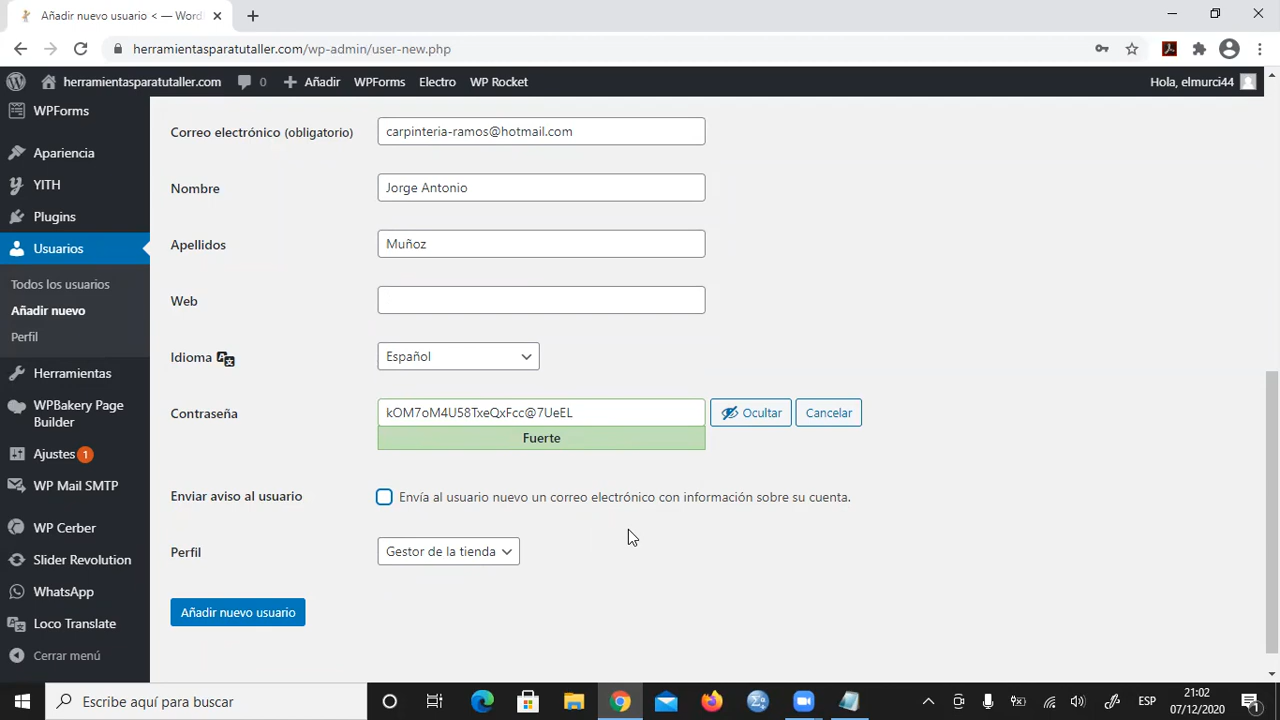 Añadir nuevo usuario < — Word
herramientasparatutaller.com/wp-admin/user-new.php
herramientasparatutaller.com 0 Añadir WPForms Electro WP Rocket Hola, elmurci44
WPForms
Apariencia
YITH
Plugins
Usuarios
Todos los usuarios
Añadir nuevo
Perfil
Herramientas
WPBakery Page
Builder
Ajustes 1
WP Mail SMTP
WP Cerber
Slider Revolution
WhatsApp
Loco Translate
Cerrar menú
Correo electrónico (obligatorio) carpinteria-ramos@hotmail.com
Nombre Jorge Antonio
Apellidos Muñoz
Web
Idioma Español
Contraseña kOM7oM4U58TxeQxFcc@7UeEL Ocultar Cancelar
Fuerte
Enviar aviso al usuario Envía al usuario nuevo un correo electrónico con información sobre su cuenta.
Perfil Gestor de la tienda
Añadir nuevo usuario
Escribe aquí para buscar
ESP
21:02
07/12/2020
1